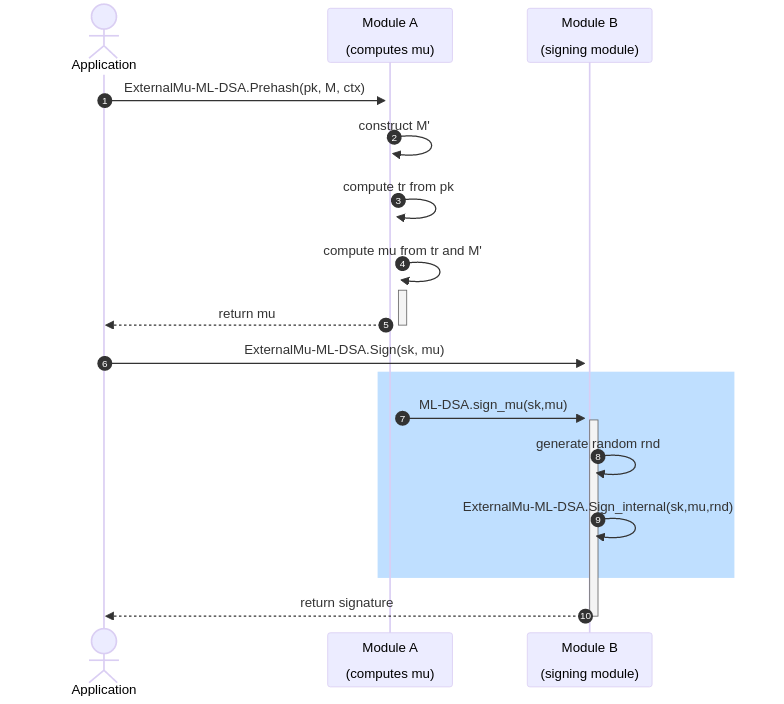 Module A
(computes mu)
Module B
(signing module)
Application
ExternalMu-ML-DSA.Prehash(pk, M, ctx)
1
construct M'
2
compute tr from pk
3
compute mu from tr and M'
4
return mu
5
ExternalMu-ML-DSA.Sign(sk, mu)
6
ML-DSA.sign_mu(sk,mu)
7
generate random rnd
8
ExternalMu-ML-DSA.Sign_internal(sk,mu,rnd)
9
return signature
10
Module A
(computes mu)
Module B
(signing module)
Application